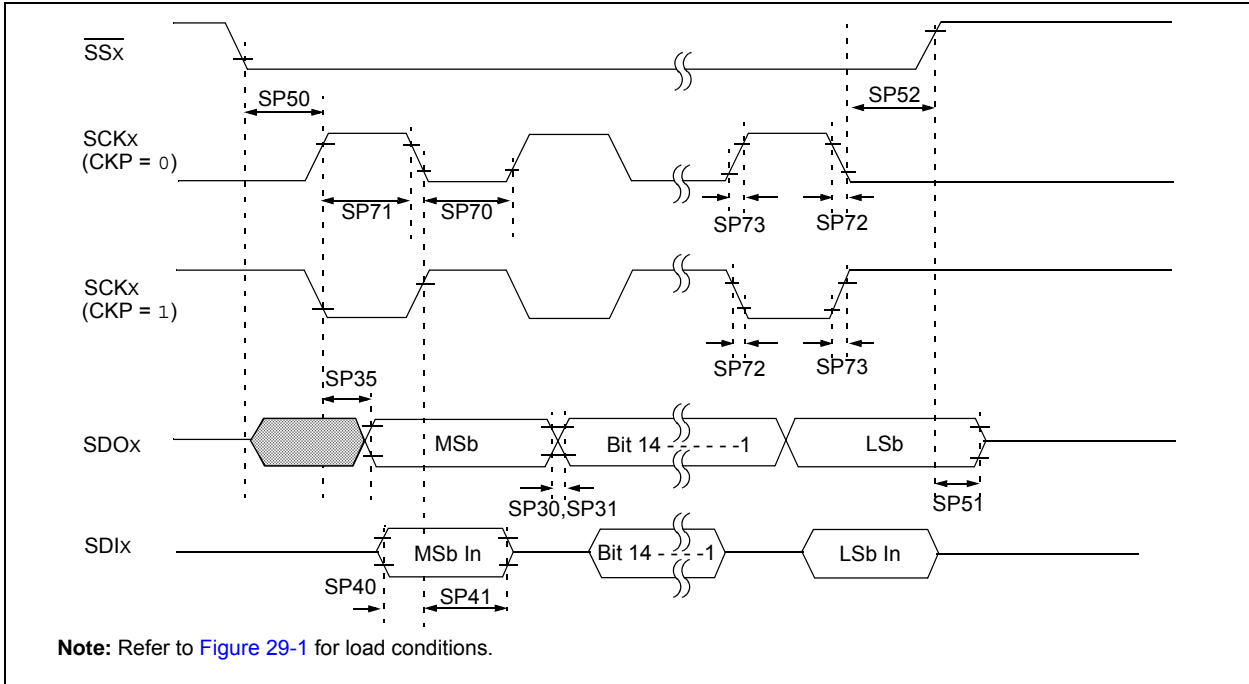 SSx
SP50
SP52
SCKx
(CKP = 0)
SP71
SP70
SP73
SP72
SCKx
(CKP = 1)
SP72
SP73
SP35
SDOx
MSb
Bit 14 - - - - - -1
LSb
SP30,SP31
SP51
SDIx
MSb In
Bit 14 - - - -1
LSb In
SP40
SP41
Note: Refer to Figure 29-1 for load conditions.